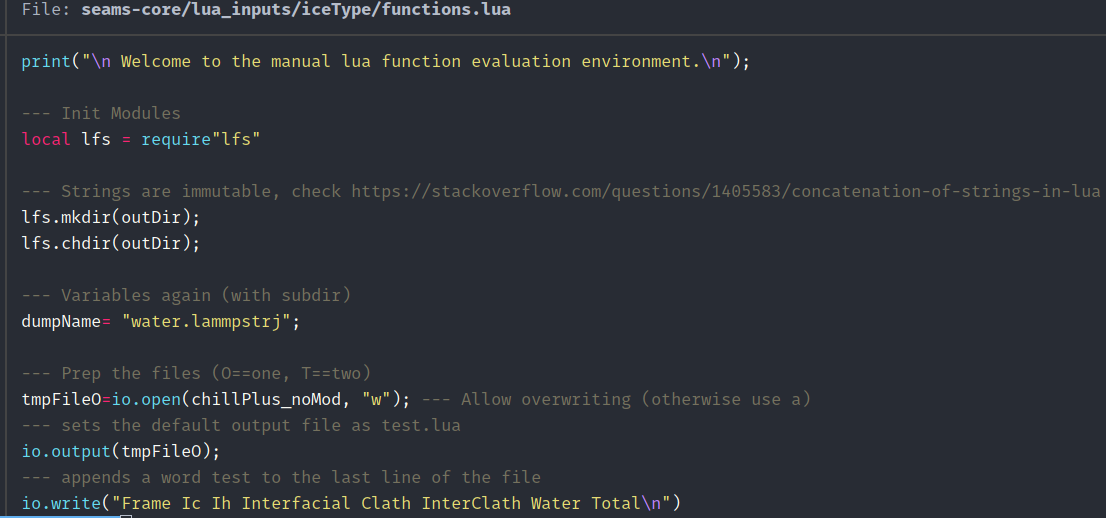 File: seams-core/lua_inputs/iceType/functions.lua
print("\n Welcome to the manual lua function evaluation environment.\n");
--- Init Modules
local lfs = require"lfs"
--- Strings are immutable, check https://stackoverflow.com/questions/1405583/concatenation-of-strings-in-lua
lfs.mkdir(outDir);
lfs.chdir(outDir);
--- Variables again (with subdir)
dumpName= "water.lammpstrj";
--- Prep the files (O==one, T==two)
tmpFileO=io.open(chillPlus_noMod, "w"); --- Allow overwriting (otherwise use a)
--- sets the default output file as test.lua
io.output(tmpFileO);
--- appends a word test to the last line of the file
io.write("Frame Ic Ih Interfacial Clath InterClath Water Total\n")